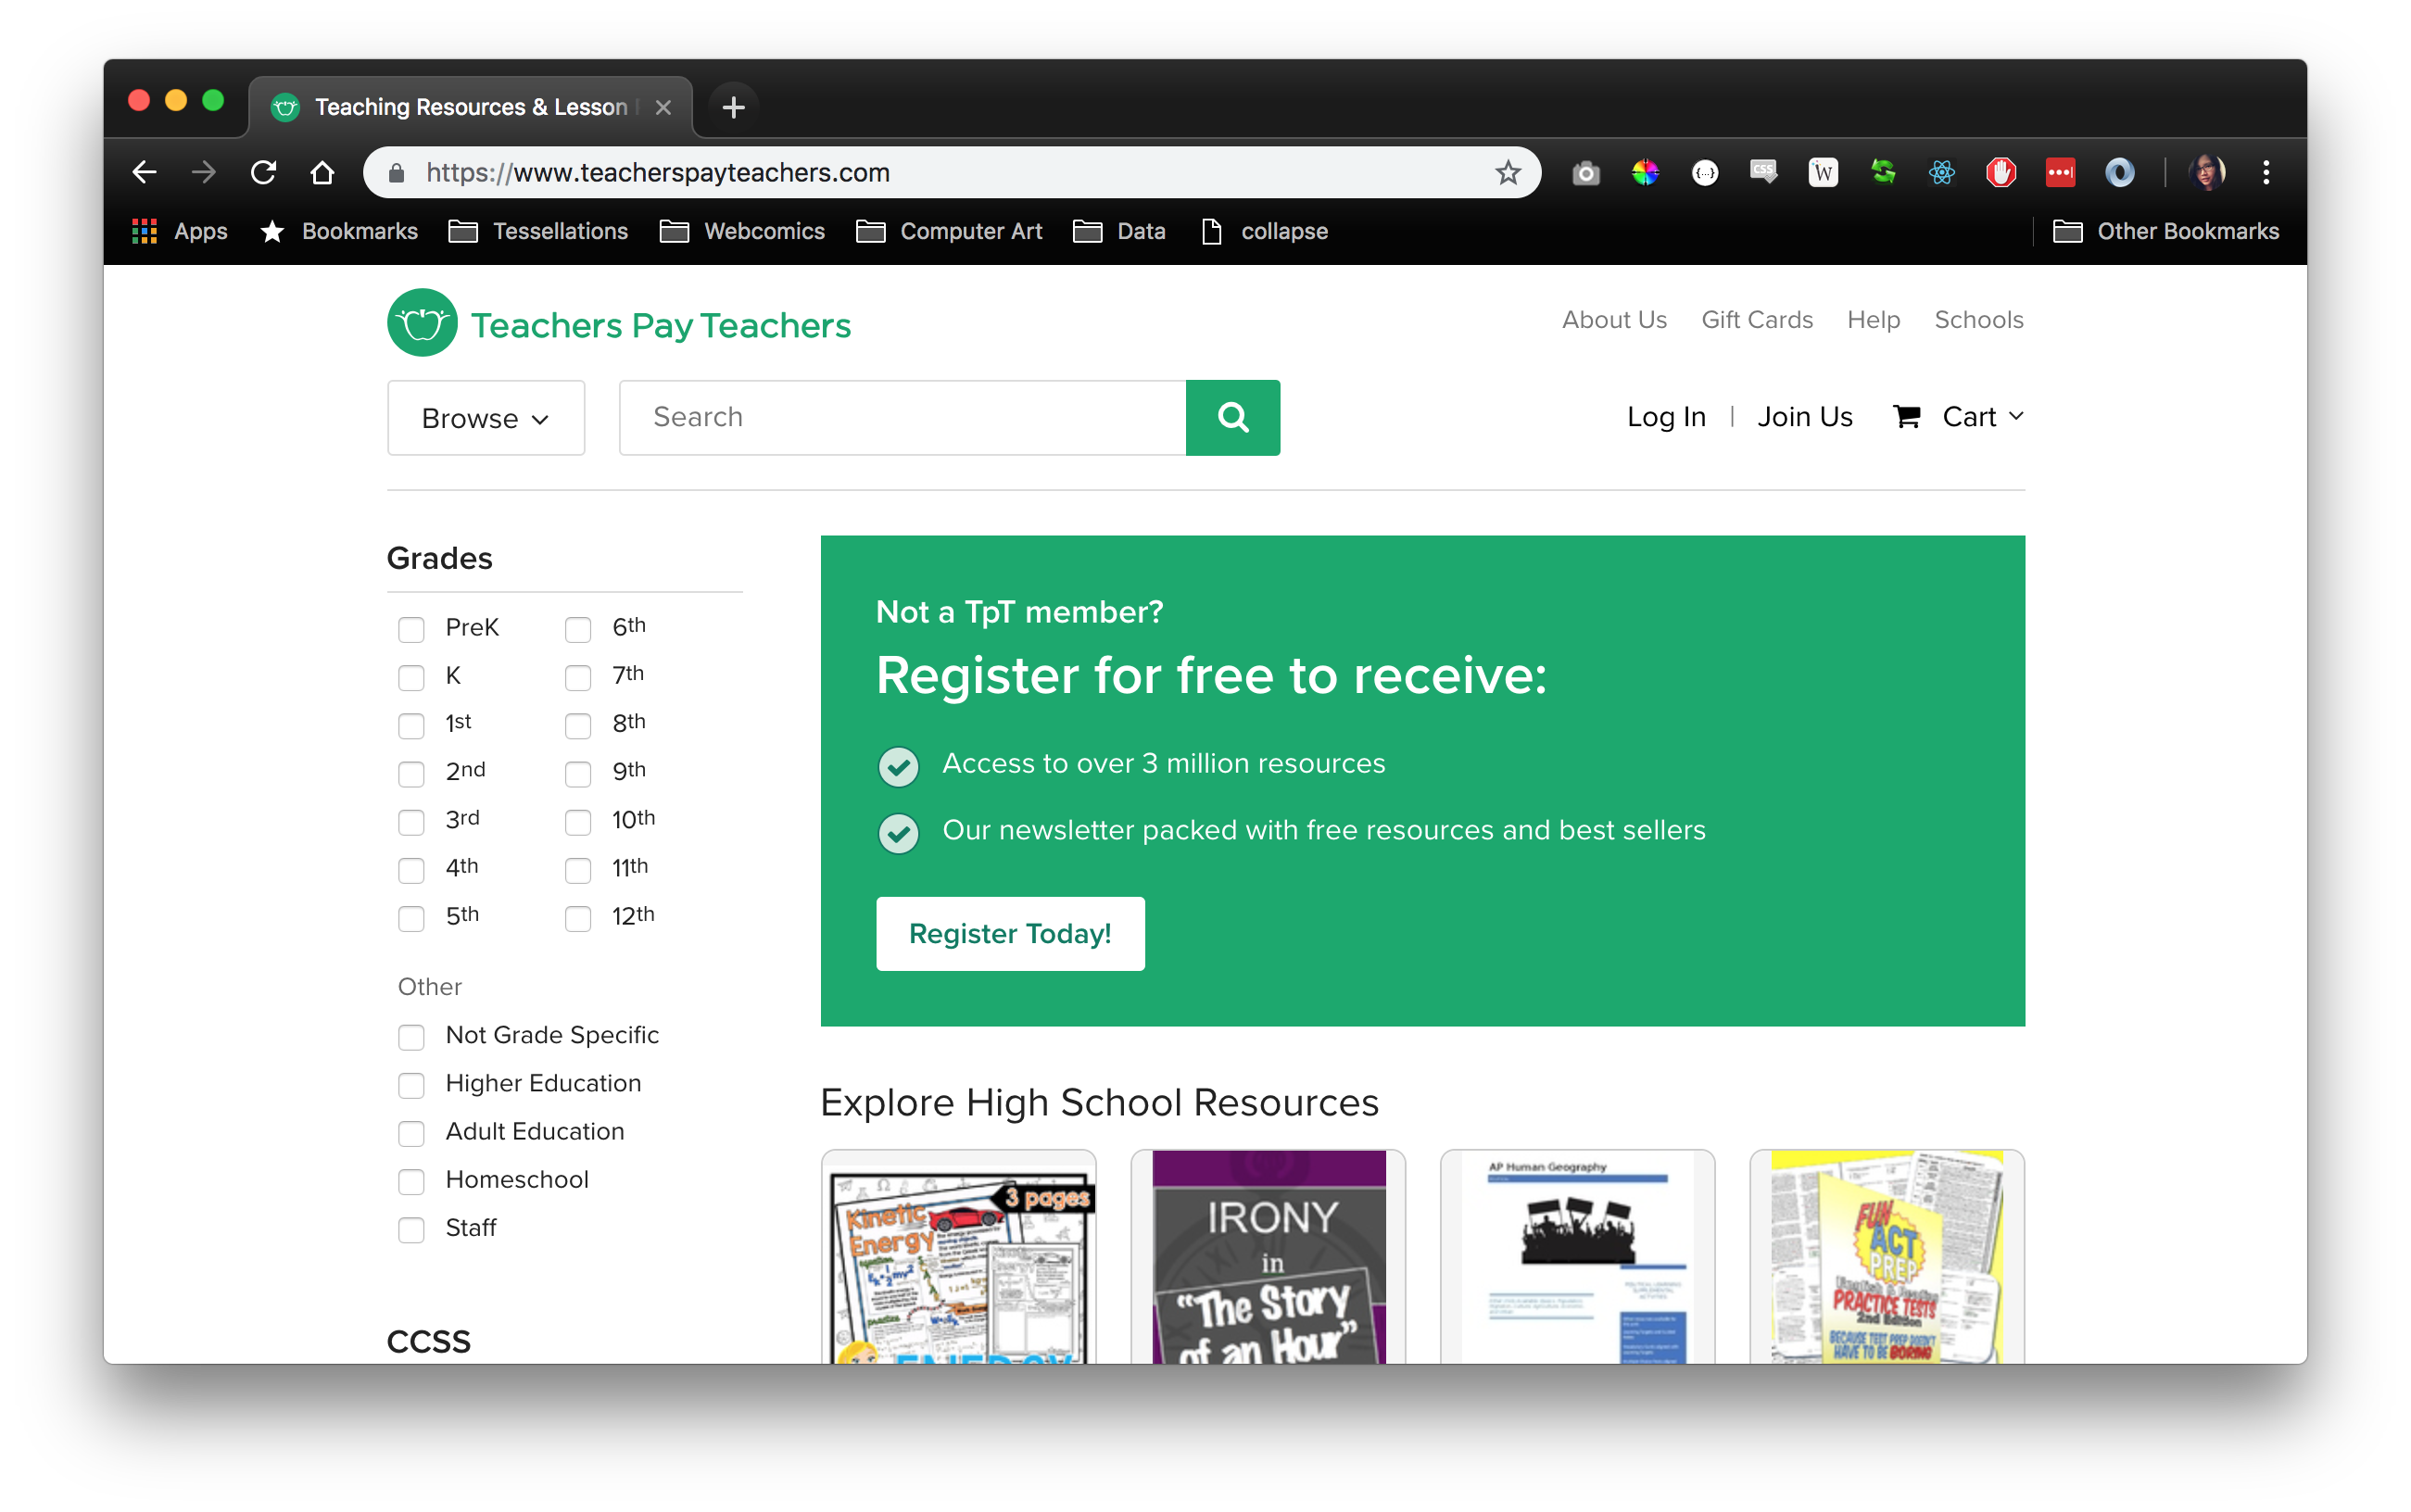 Teaching Resources & Lesson
https://www.teacherspayteachers.com
Apps Bookmarks Tessellations Webcomics Computer Art Data collapse Other Bookmarks
Teachers Pay Teachers
About Us Gift Cards Help Schools
Browse Search Log In | Join Us Cart
Grades
PreK 6th
K 7th
1st 8th
2nd 9th
3rd 10th
4th 11th
5th 12th
Other
Not Grade Specific
Higher Education
Adult Education
Homeschool
Staff
CCSS
Not a TpT member?
Register for free to receive:
Access to over 3 million resources
Our newsletter packed with free resources and best sellers
Register Today!
Explore High School Resources
3 pages
Kinetic
Energy
ENERGY
IRONY
in
“The Story
of an Hour”
AP Human Geography
FUN
ACT
PREP
English & Reading
PRACTICE TESTS
2nd Edition
BECAUSE TEST PREP DOESN'T
HAVE TO BE BORING